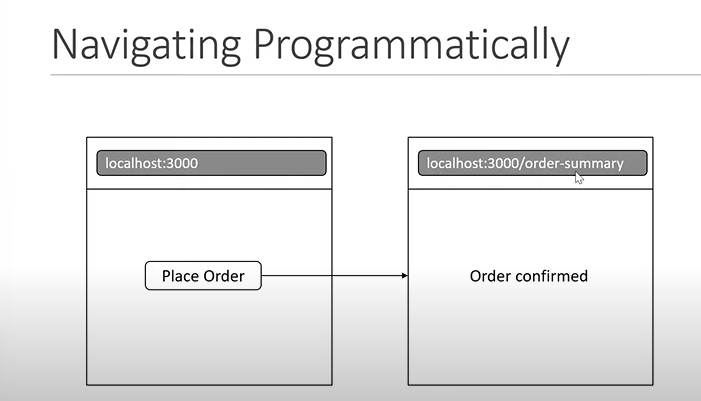 Navigating Programmatically
localhost:3000
localhost:3000/order-summary
Place Order
Order confirmed